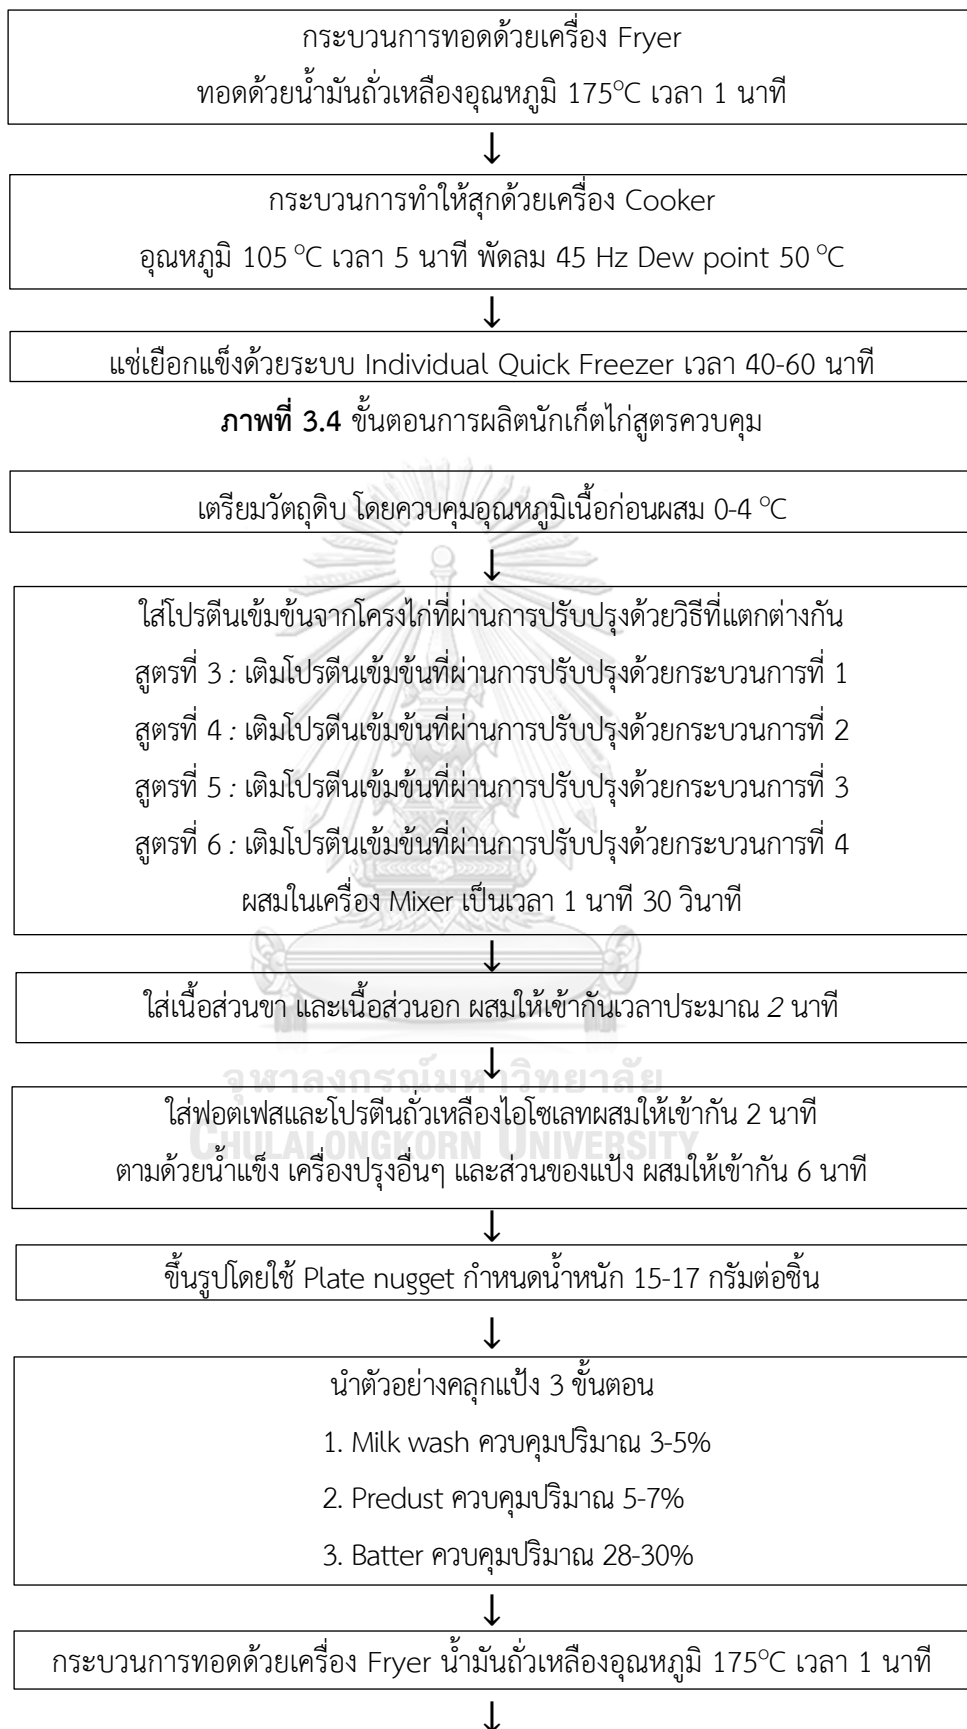 กระบวนการทอดด้วยเครื่อง Fryer
ทอดด้วยน้ำมันถั่วเหลืองอุณหภูมิ 175°C เวลา 1 นาที
↓
กระบวนการทำให้สุกด้วยเครื่อง Cooker
อุณหภูมิ 105 °C เวลา 5 นาที พัดลม 45 Hz Dew point 50 °C
↓
แช่เยือกแข็งด้วยระบบ Individual Quick Freezer เวลา 40-60 นาที
ภาพที่ 3.4 ขั้นตอนการผลิตนักเก็ตไก่สูตรควบคุม
เตรียมวัตถุดิบ โดยควบคุมอุณหภูมิเนื้อก่อนผสม 0-4 °C
↓
ใส่โปรตีนเข้มข้นจากโครงไก่ที่ผ่านการปรับปรุงด้วยวิธีที่แตกต่างกัน
สูตรที่ 3 : เติมโปรตีนเข้มข้นที่ผ่านการปรับปรุงด้วยกระบวนการที่ 1
สูตรที่ 4 : เติมโปรตีนเข้มข้นที่ผ่านการปรับปรุงด้วยกระบวนการที่ 2
สูตรที่ 5 : เติมโปรตีนเข้มข้นที่ผ่านการปรับปรุงด้วยกระบวนการที่ 3
สูตรที่ 6 : เติมโปรตีนเข้มข้นที่ผ่านการปรับปรุงด้วยกระบวนการที่ 4
ผสมในเครื่อง Mixer เป็นเวลา 1 นาที 30 วินาที
↓
ใส่เนื้อส่วนขา และเนื้อส่วนอก ผสมให้เข้ากันเวลาประมาณ 2 นาที
↓
จุฬาลงกรณ์มหาวิทยาลัย
ใส่ฟอตเฟสและโปรตีนถั่วเหลืองไอโซเลทผสมให้เข้ากัน 2 นาที
CHULALONGKORN UNIVERSITY
ตามด้วยน้ำแข็ง เครื่องปรุงอื่นๆ และส่วนของแป้ง ผสมให้เข้ากัน 6 นาที
↓
ขึ้นรูปโดยใช้ Plate nugget กำหนดน้ำหนัก 15-17 กรัมต่อชิ้น
↓
นำตัวอย่างคลุกแป้ง 3 ขั้นตอน
1. Milk wash ควบคุมปริมาณ 3-5%
2. Predust ควบคุมปริมาณ 5-7%
3. Batter ควบคุมปริมาณ 28-30%
↓
กระบวนการทอดด้วยเครื่อง Fryer น้ำมันถั่วเหลืองอุณหภูมิ 175°C เวลา 1 นาที
↓